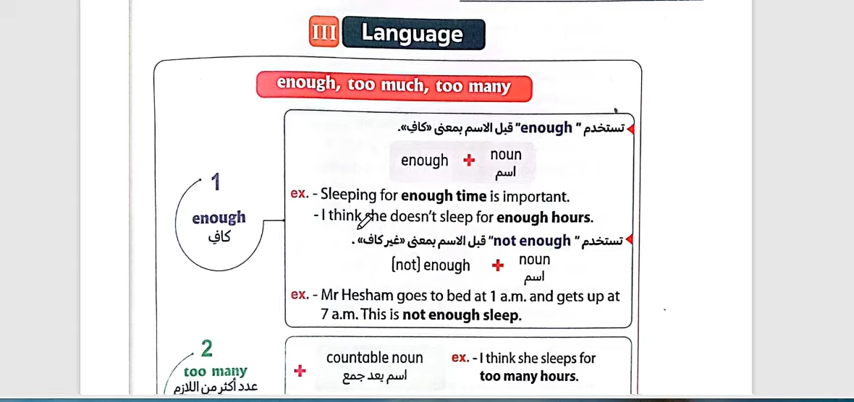 III Language
enough, too much, too many
تستخدم "enough" قبل الاسم بمعنى «كافٍ».
enough + noun
اسم
1
enough
كافٍ
ex. - Sleeping for enough time is important.
- I think she doesn't sleep for enough hours.
تستخدم "not enough" قبل الاسم بمعنى «غير كاف» .
(not) enough + noun
اسم
ex. - Mr Hesham goes to bed at 1 a.m. and gets up at
7 a.m. This is not enough sleep.
2
too many
عدد أكثر من اللازم
+ countable noun
اسم يعد جمع
ex. - I think she sleeps for
too many hours.